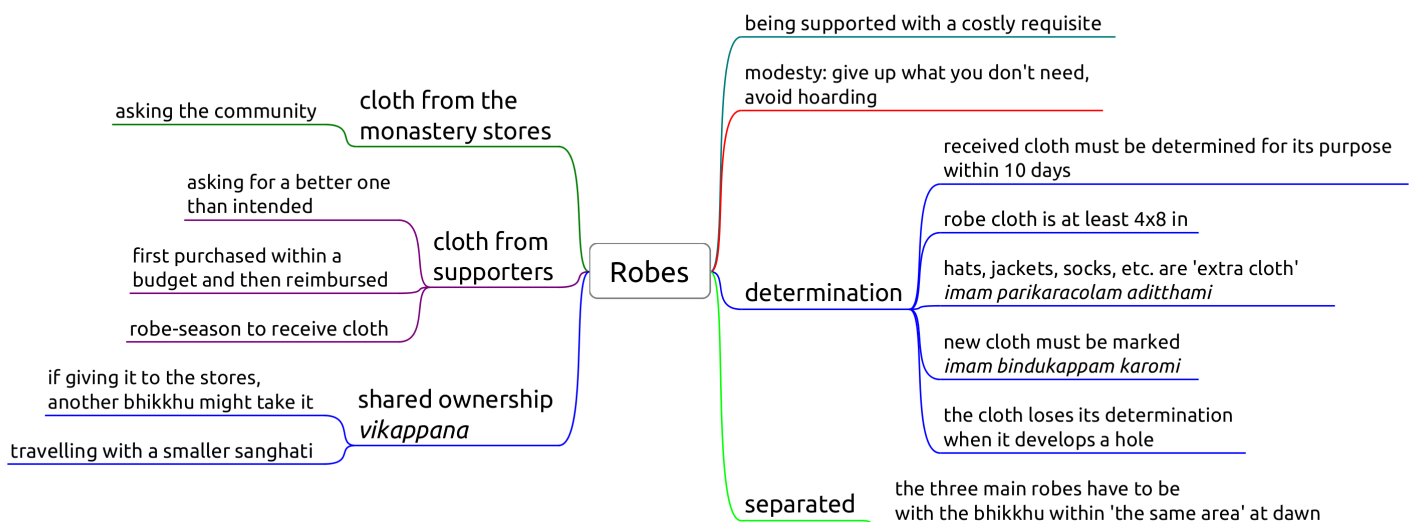 Robes
cloth from the
monastery stores
asking the community
cloth from
supporters
asking for a better one
than intended
first purchased within a
budget and then reimbursed
robe-season to receive cloth
shared ownership
vikappana
if giving it to the stores,
another bhikkhu might take it
travelling with a smaller sanghati
being supported with a costly requisite
modesty: give up what you don't need,
avoid hoarding
determination
received cloth must be determined for its purpose
within 10 days
robe cloth is at least 4x8 in
hats, jackets, socks, etc. are 'extra cloth'
imam parikaracolam aditthami
new cloth must be marked
imam bindukappam karomi
the cloth loses its determination
when it develops a hole
separated
the three main robes have to be
with the bhikkhu within 'the same area' at dawn